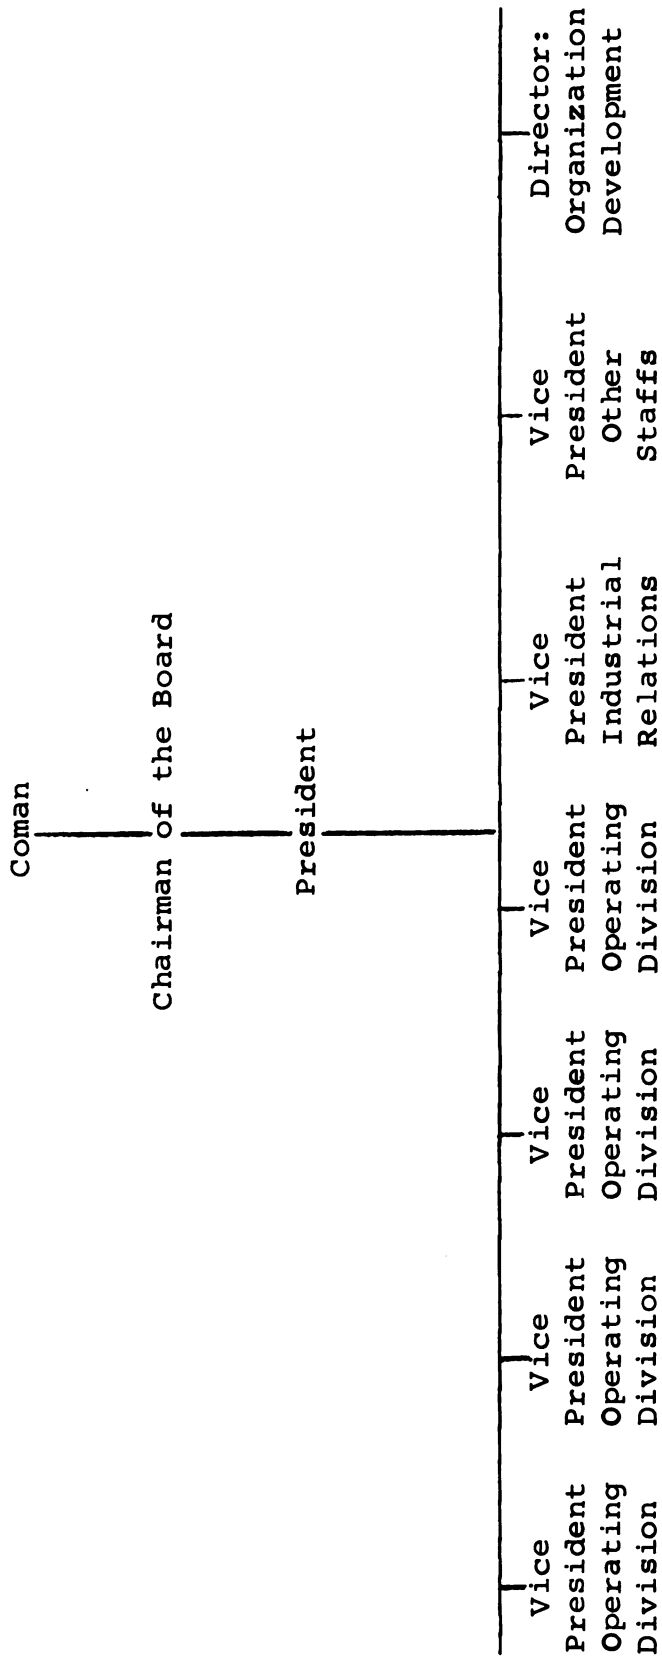 Coman
Chairman of the Board
President
Vice
President
Operating
Division
Vice
President
Operating
Division
Vice
President
Operating
Division
Vice
President
Operating
Division
Vice
President
Industrial
Relations
Vice
President
Other
Staffs
Director:
Organization
Development